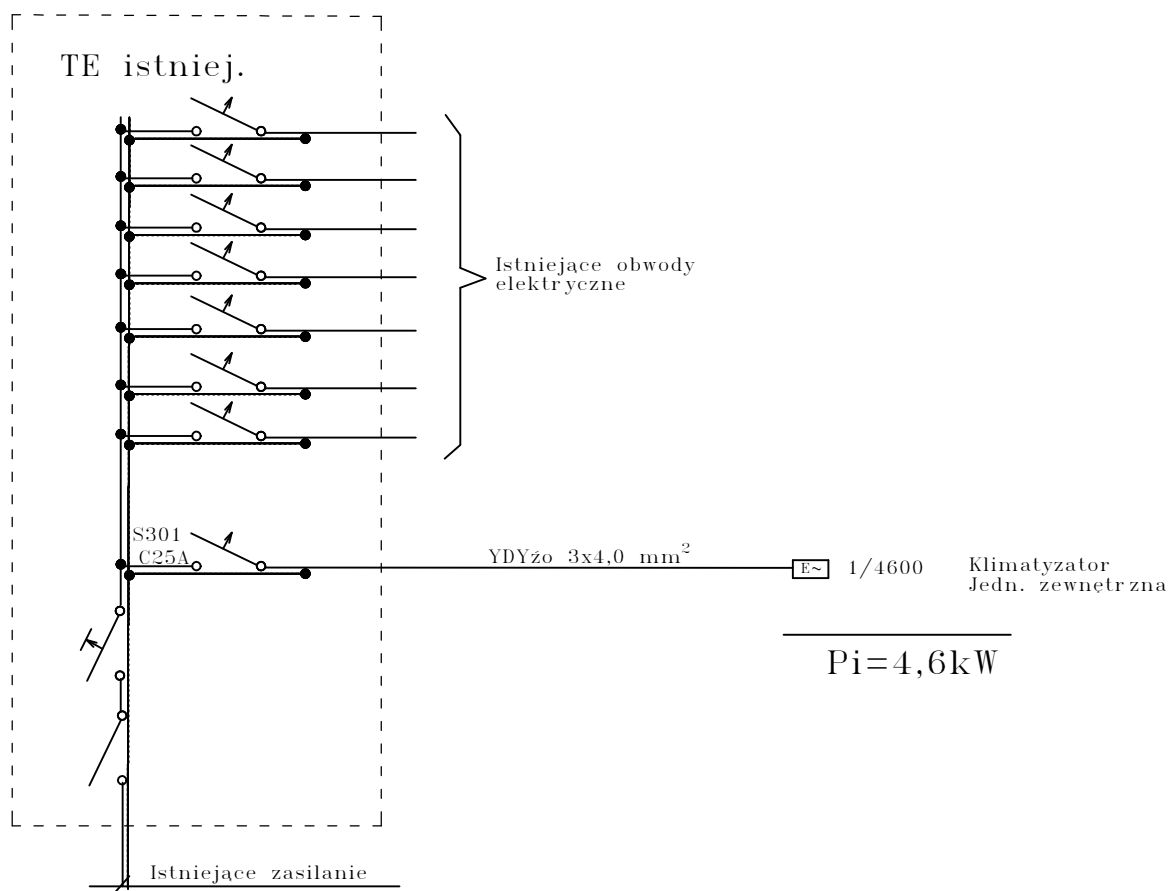 TE istniej.
Istniejące obwody
elektryczne
S301
C25A
YDYżo 3x4,0 mm²
E~
1/4600
Klimatyzator
Jedn. zewnętrzna
Pi=4,6kW
Istniejące zasilanie